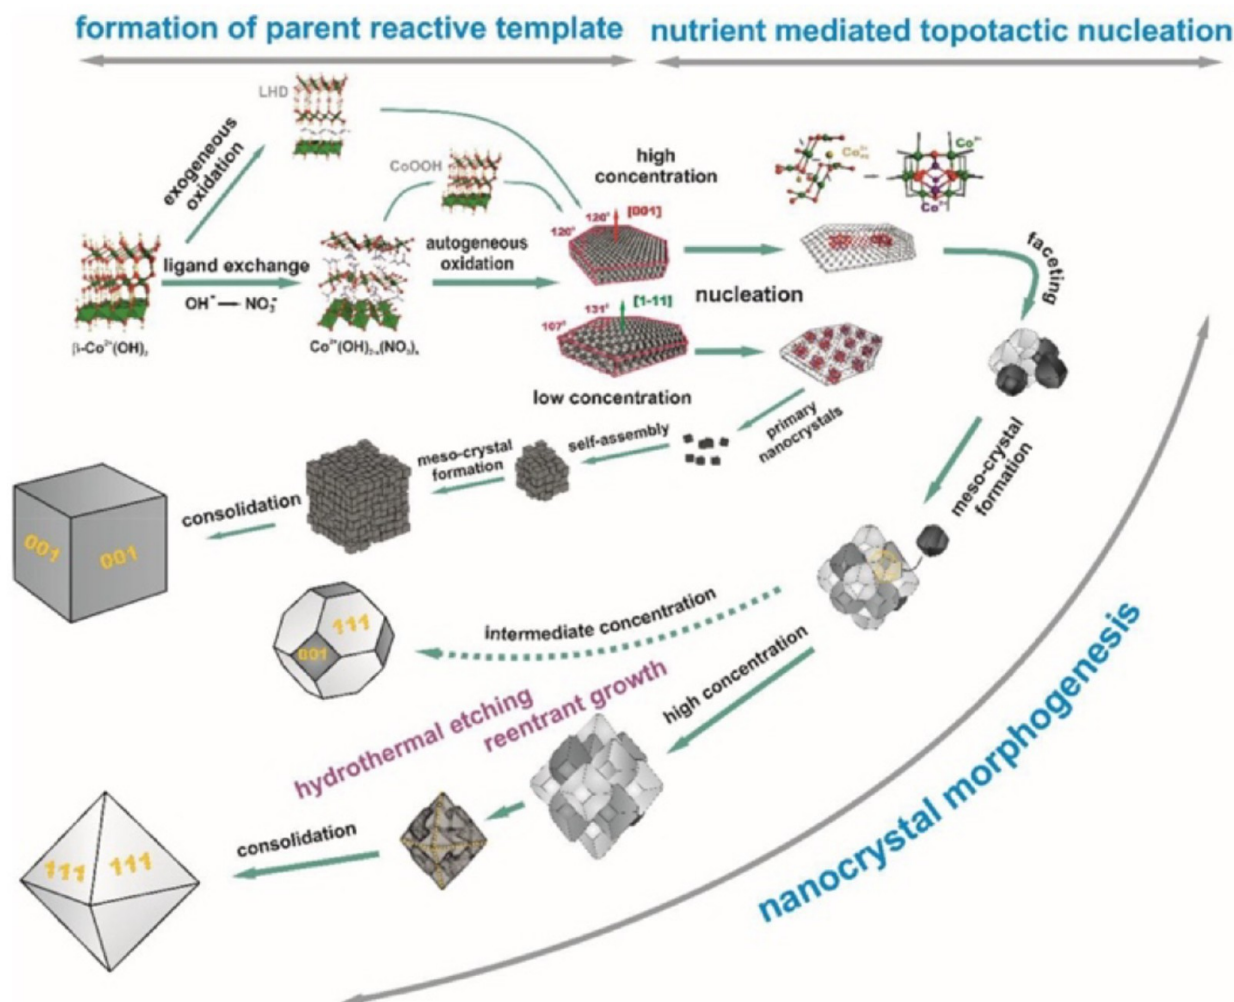 formation of parent reactive template
nutrient mediated topotactic nucleation
LHD
exogeneous
oxidation
CoOOH
high
concentration
120° 120° [001]
ligand exchange
OH⁻ — NO₃⁻
autogeneous
oxidation
β-Co²⁺(OH)₂
Co²⁺(OH)₂₋ₓ(NO₃)ₓ
nucleation
107° 131° [1-11]
low concentration
Co²⁺
Co³⁺
faceting
primary
nanocrystals
self-assembly
meso-crystal
formation
consolidation
001 001
meso-crystal
formation
intermediate concentration
111
001
high concentration
hydrothermal etching
reentrant growth
consolidation
111 111
nanocrystal morphogenesis